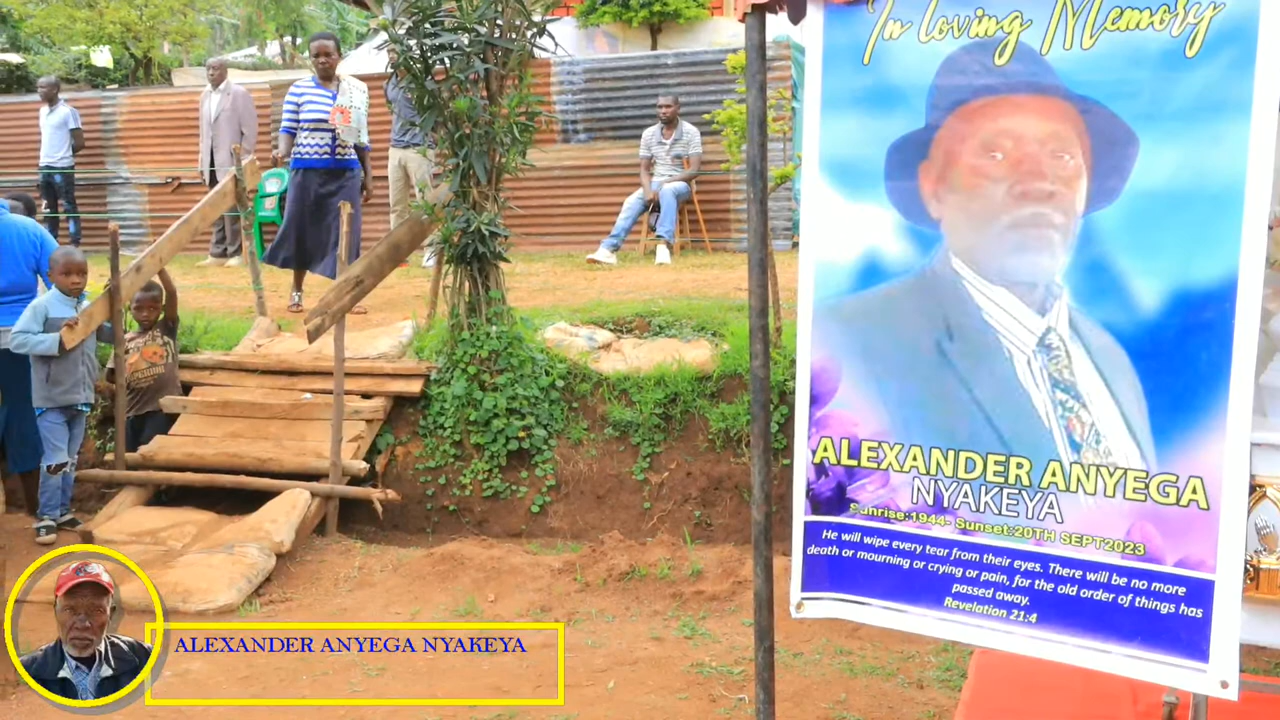 In loving Memory
ALEXANDER ANYEGA
NYAKEYA
Sunrise:1944- Sunset:20TH SEPT2023
He will wipe every tear from their eyes. There will be no more
death or mourning or crying or pain, for the old order of things has
passed away.
Revelation 21:4
ALEXANDER ANYEGA NYAKEYA